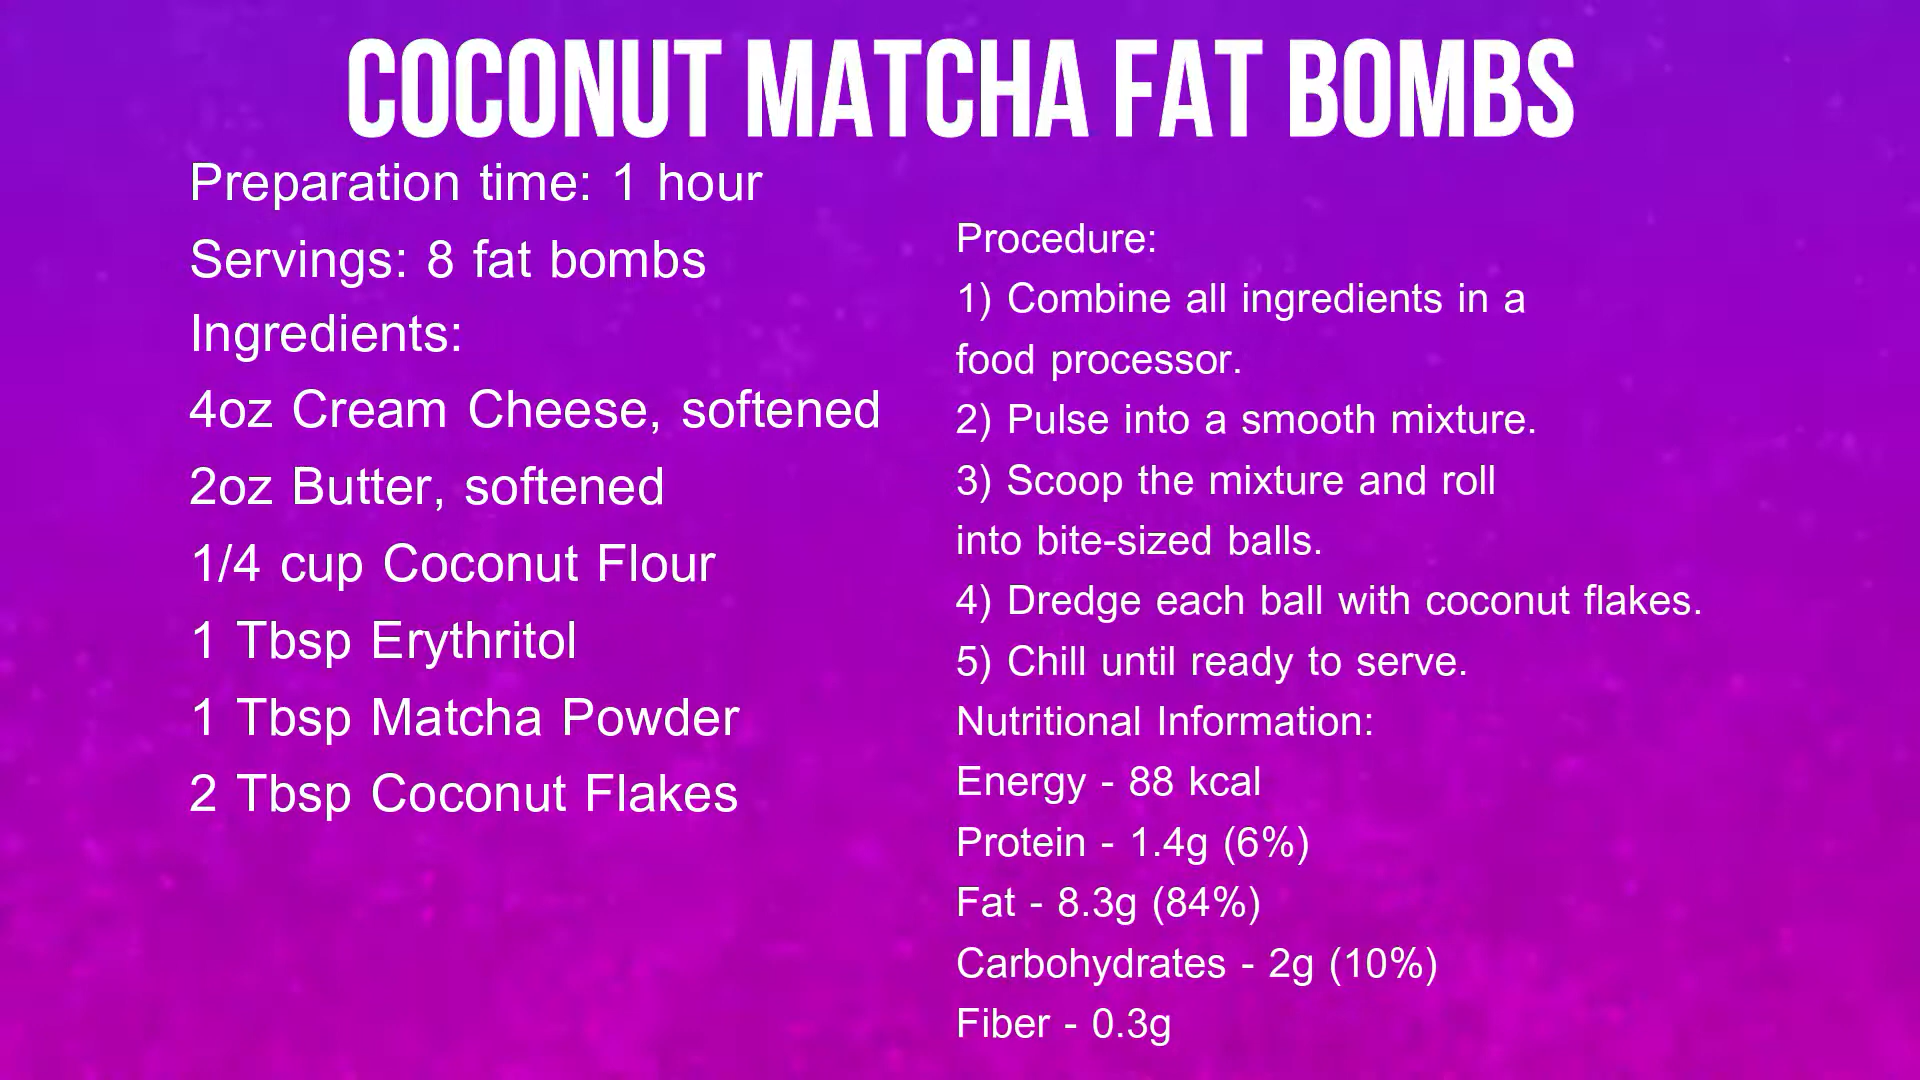 COCONUT MATCHA FAT BOMBS
Preparation time: 1 hour
Servings: 8 fat bombs
Ingredients:
4oz Cream Cheese, softened
2oz Butter, softened
1/4 cup Coconut Flour
1 Tbsp Erythritol
1 Tbsp Matcha Powder
2 Tbsp Coconut Flakes
Procedure:
1) Combine all ingredients in a
food processor.
2) Pulse into a smooth mixture.
3) Scoop the mixture and roll
into bite-sized balls.
4) Dredge each ball with coconut flakes.
5) Chill until ready to serve.
Nutritional Information:
Energy - 88 kcal
Protein - 1.4g (6%)
Fat - 8.3g (84%)
Carbohydrates - 2g (10%)
Fiber - 0.3g